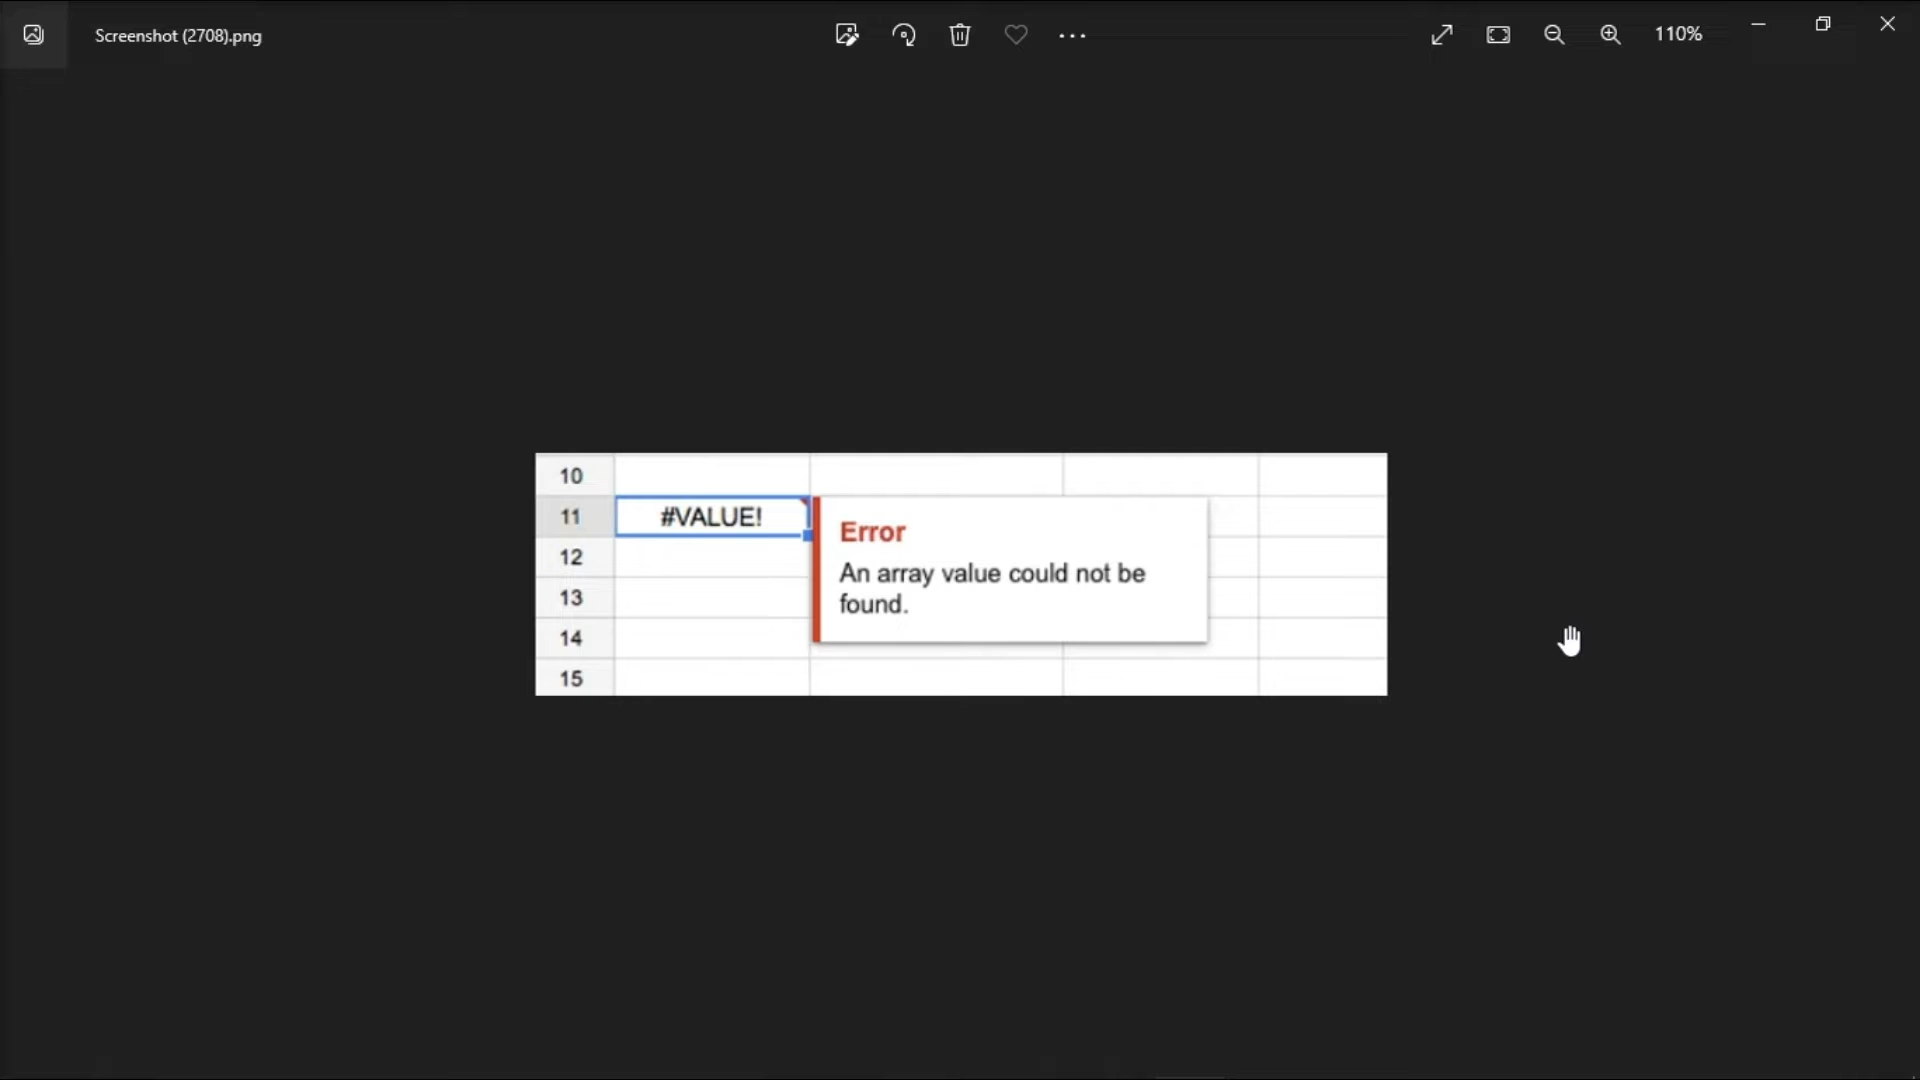 Screenshot (2708).png
110%
10
11 #VALUE!
12
13
14
15
Error
An array value could not be
found.